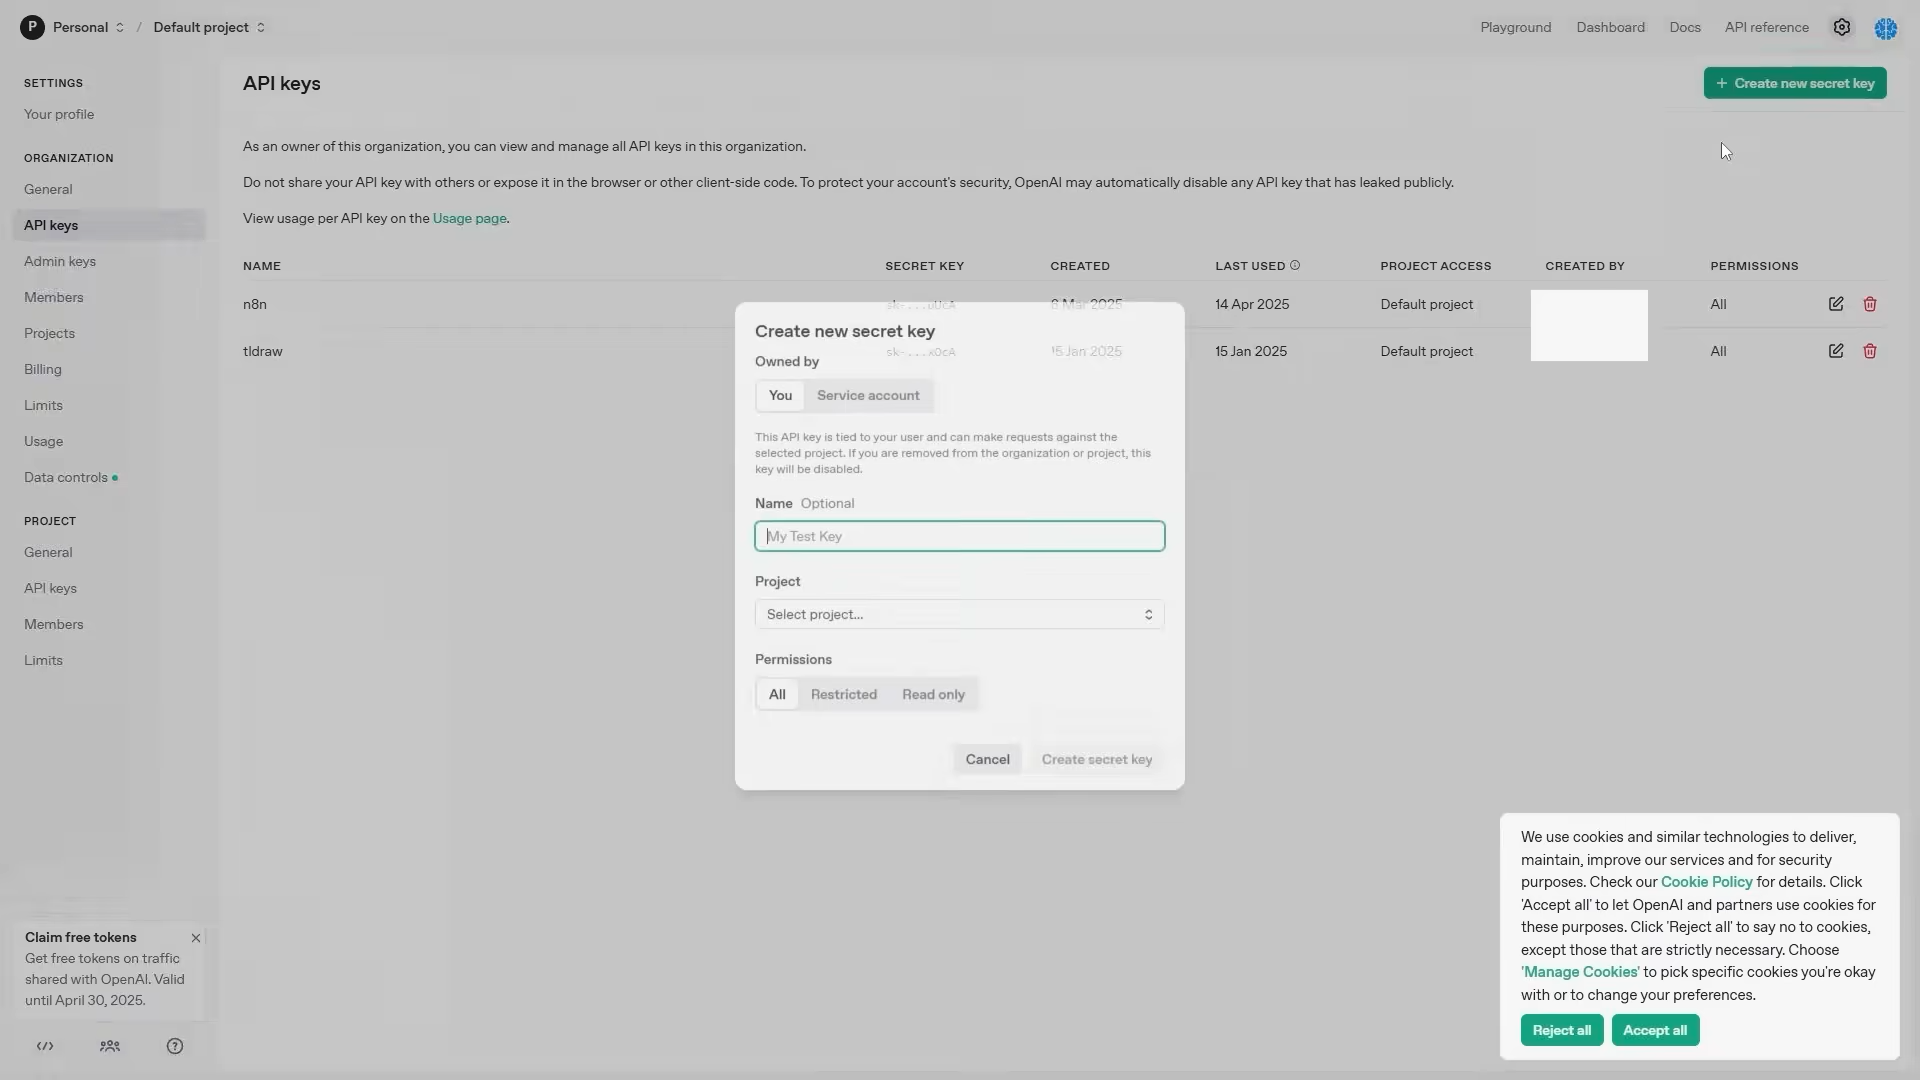 P Personal / Default project
Playground Dashboard Docs API reference
SETTINGS
Your profile
ORGANIZATION
General
API keys
Admin keys
Members
Projects
Billing
Limits
Usage
Data controls
PROJECT
General
API keys
Members
Limits
Claim free tokens
Get free tokens on traffic
shared with OpenAI. Valid
until April 30, 2025.
API keys
+ Create new secret key
As an owner of this organization, you can view and manage all API keys in this organization.
Do not share your API key with others or expose it in the browser or other client-side code. To protect your account's security, OpenAI may automatically disable any API key that has leaked publicly.
View usage per API key on the Usage page.
NAME SECRET KEY CREATED LAST USED PROJECT ACCESS CREATED BY PERMISSIONS
n8n 14 Apr 2025 Default project All
tldraw 15 Jan 2025 15 Jan 2025 Default project All
Create new secret key
Owned by
You Service account
This API key is tied to your user and can make requests against the
selected project. If you are removed from the organization or project, this
key will be disabled.
Name Optional
My Test Key
Project
Select project...
Permissions
All Restricted Read only
Cancel Create secret key
We use cookies and similar technologies to deliver,
maintain, improve our services and for security
purposes. Check our Cookie Policy for details. Click
'Accept all' to let OpenAI and partners use cookies for
these purposes. Click 'Reject all' to say no to cookies,
except those that are strictly necessary. Choose
'Manage Cookies' to pick specific cookies you're okay
with or to change your preferences.
Reject all Accept all